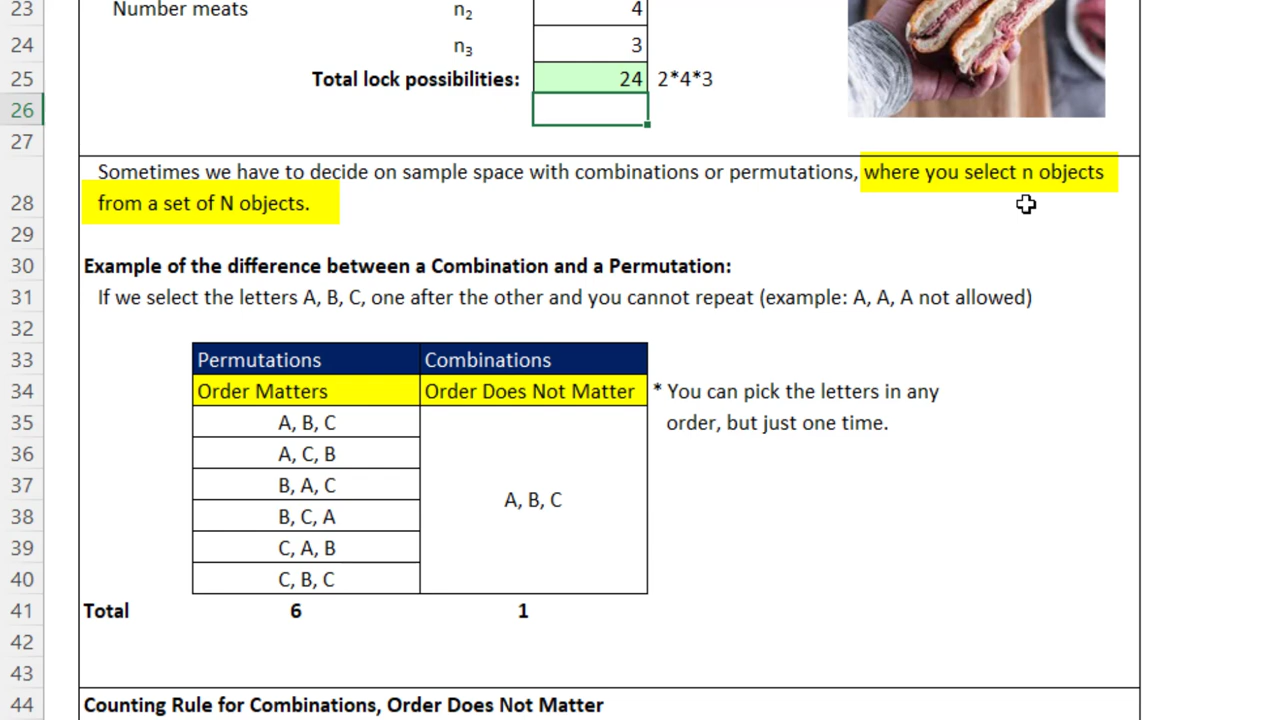 23 Number meats n₂ 4
24 n₃ 3
25 Total lock possibilities: 24 2*4*3
26
27
Sometimes we have to decide on sample space with combinations or permutations, where you select n objects
28 from a set of N objects.
29
30 Example of the difference between a Combination and a Permutation:
31 If we select the letters A, B, C, one after the other and you cannot repeat (example: A, A, A not allowed)
32
33 Permutations Combinations
34 Order Matters Order Does Not Matter * You can pick the letters in any
35 A, B, C order, but just one time.
36 A, C, B
37 B, A, C
A, B, C
38 B, C, A
39 C, A, B
40 C, B, C
41 Total 6 1
42
43
44 Counting Rule for Combinations, Order Does Not Matter